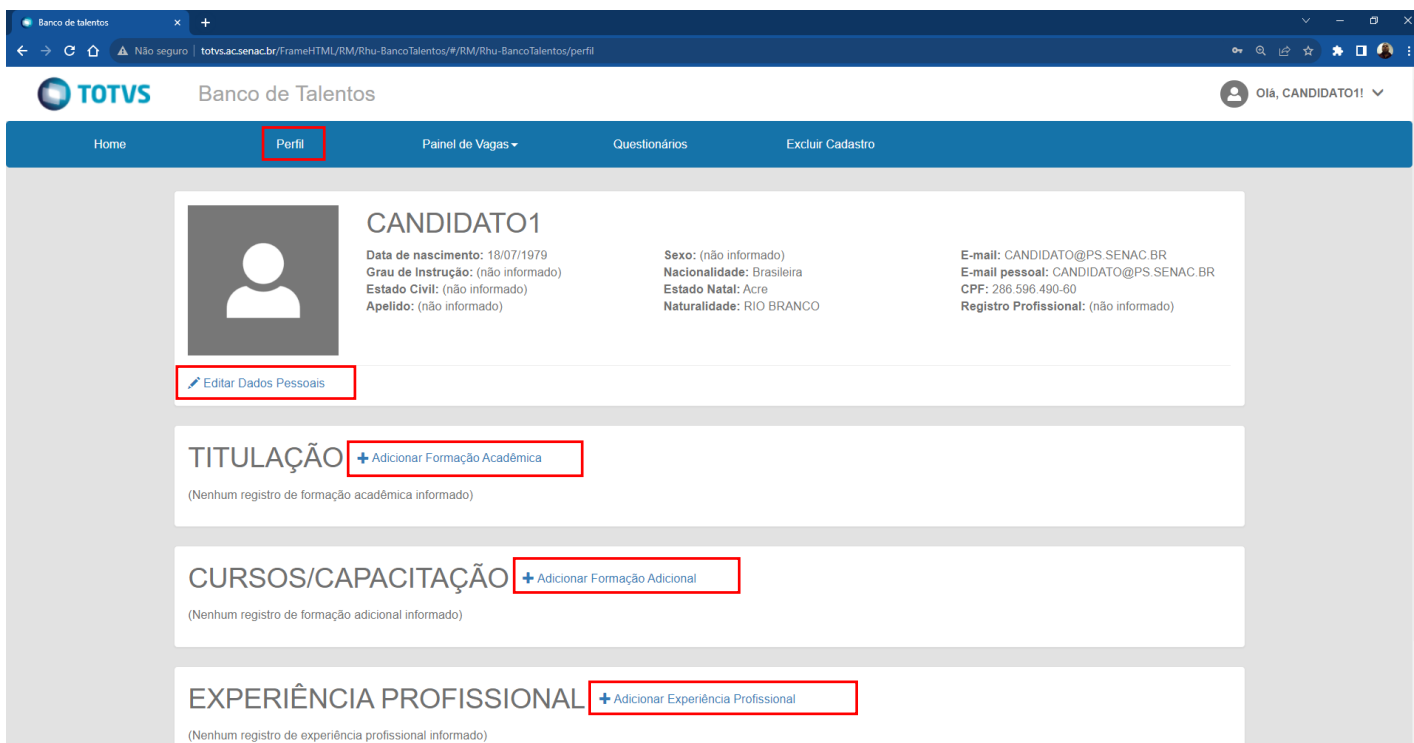 Banco de talentos
Não seguro | totvs.ac.senac.br/FrameHTML/RM/Rhu-BancoTalentos/#/RM/Rhu-BancoTalentos/perfil
TOTVS Banco de Talentos Olá, CANDIDATO1!
Home Perfil Painel de Vagas Questionários Excluir Cadastro
CANDIDATO1
Data de nascimento: 18/07/1979 Sexo: (não informado) E-mail: CANDIDATO@PS.SENAC.BR
Grau de Instrução: (não informado) Nacionalidade: Brasileira E-mail pessoal: CANDIDATO@PS.SENAC.BR
Estado Civil: (não informado) Estado Natal: Acre CPF: 286.596.490-60
Apelido: (não informado) Naturalidade: RIO BRANCO Registro Profissional: (não informado)
Editar Dados Pessoais
TITULAÇÃO + Adicionar Formação Acadêmica
(Nenhum registro de formação acadêmica informado)
CURSOS/CAPACITAÇÃO + Adicionar Formação Adicional
(Nenhum registro de formação adicional informado)
EXPERIÊNCIA PROFISSIONAL + Adicionar Experiência Profissional
(Nenhum registro de experiência profissional informado)